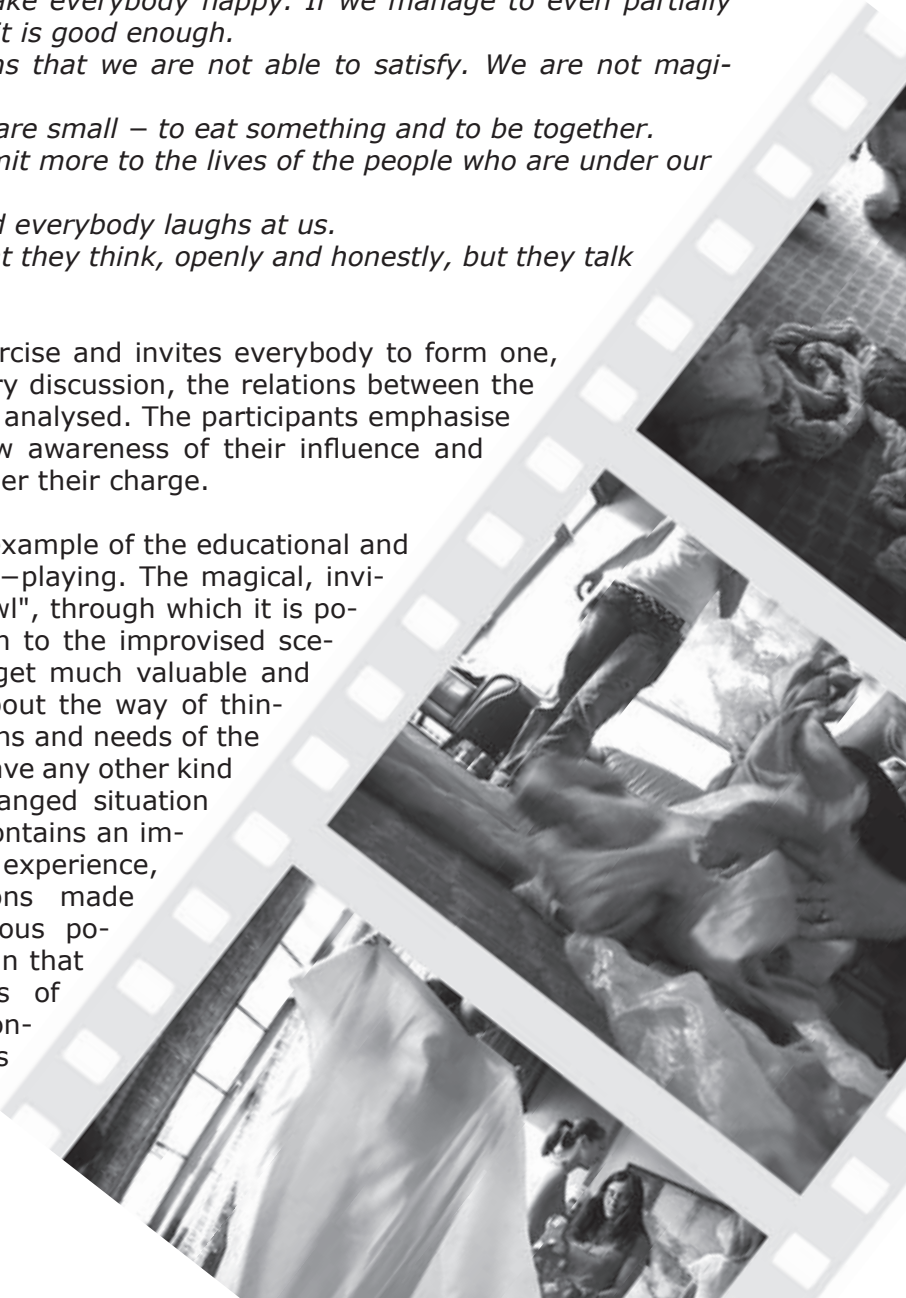 ake everybody happy. If we manage to even partially
it is good enough.
ns that we are not able to satisfy. We are not magi-
are small − to eat something and to be together.
mit more to the lives of the people who are under our
d everybody laughs at us.
t they think, openly and honestly, but they talk
rcise and invites everybody to form one,
ry discussion, the relations between the
analysed. The participants emphasise
w awareness of their influence and
er their charge.
example of the educational and
−playing. The magical, invi-
wl", through which it is po-
n to the improvised sce-
get much valuable and
bout the way of thin-
ns and needs of the
ave any other kind
anged situation
ontains an im-
experience,
ons made
ous po-
n that
s of
on-
s